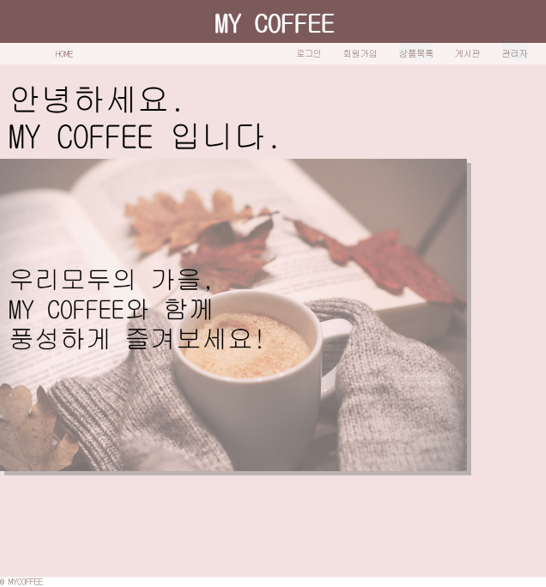 MY COFFEE
HOME 로그인 회원가입 상품목록 게시판 관리자
안녕하세요.
MY COFFEE 입니다.
우리모두의 가을,
MY COFFEE와 함께
풍성하게 즐겨보세요!
@ MYCOFFEE